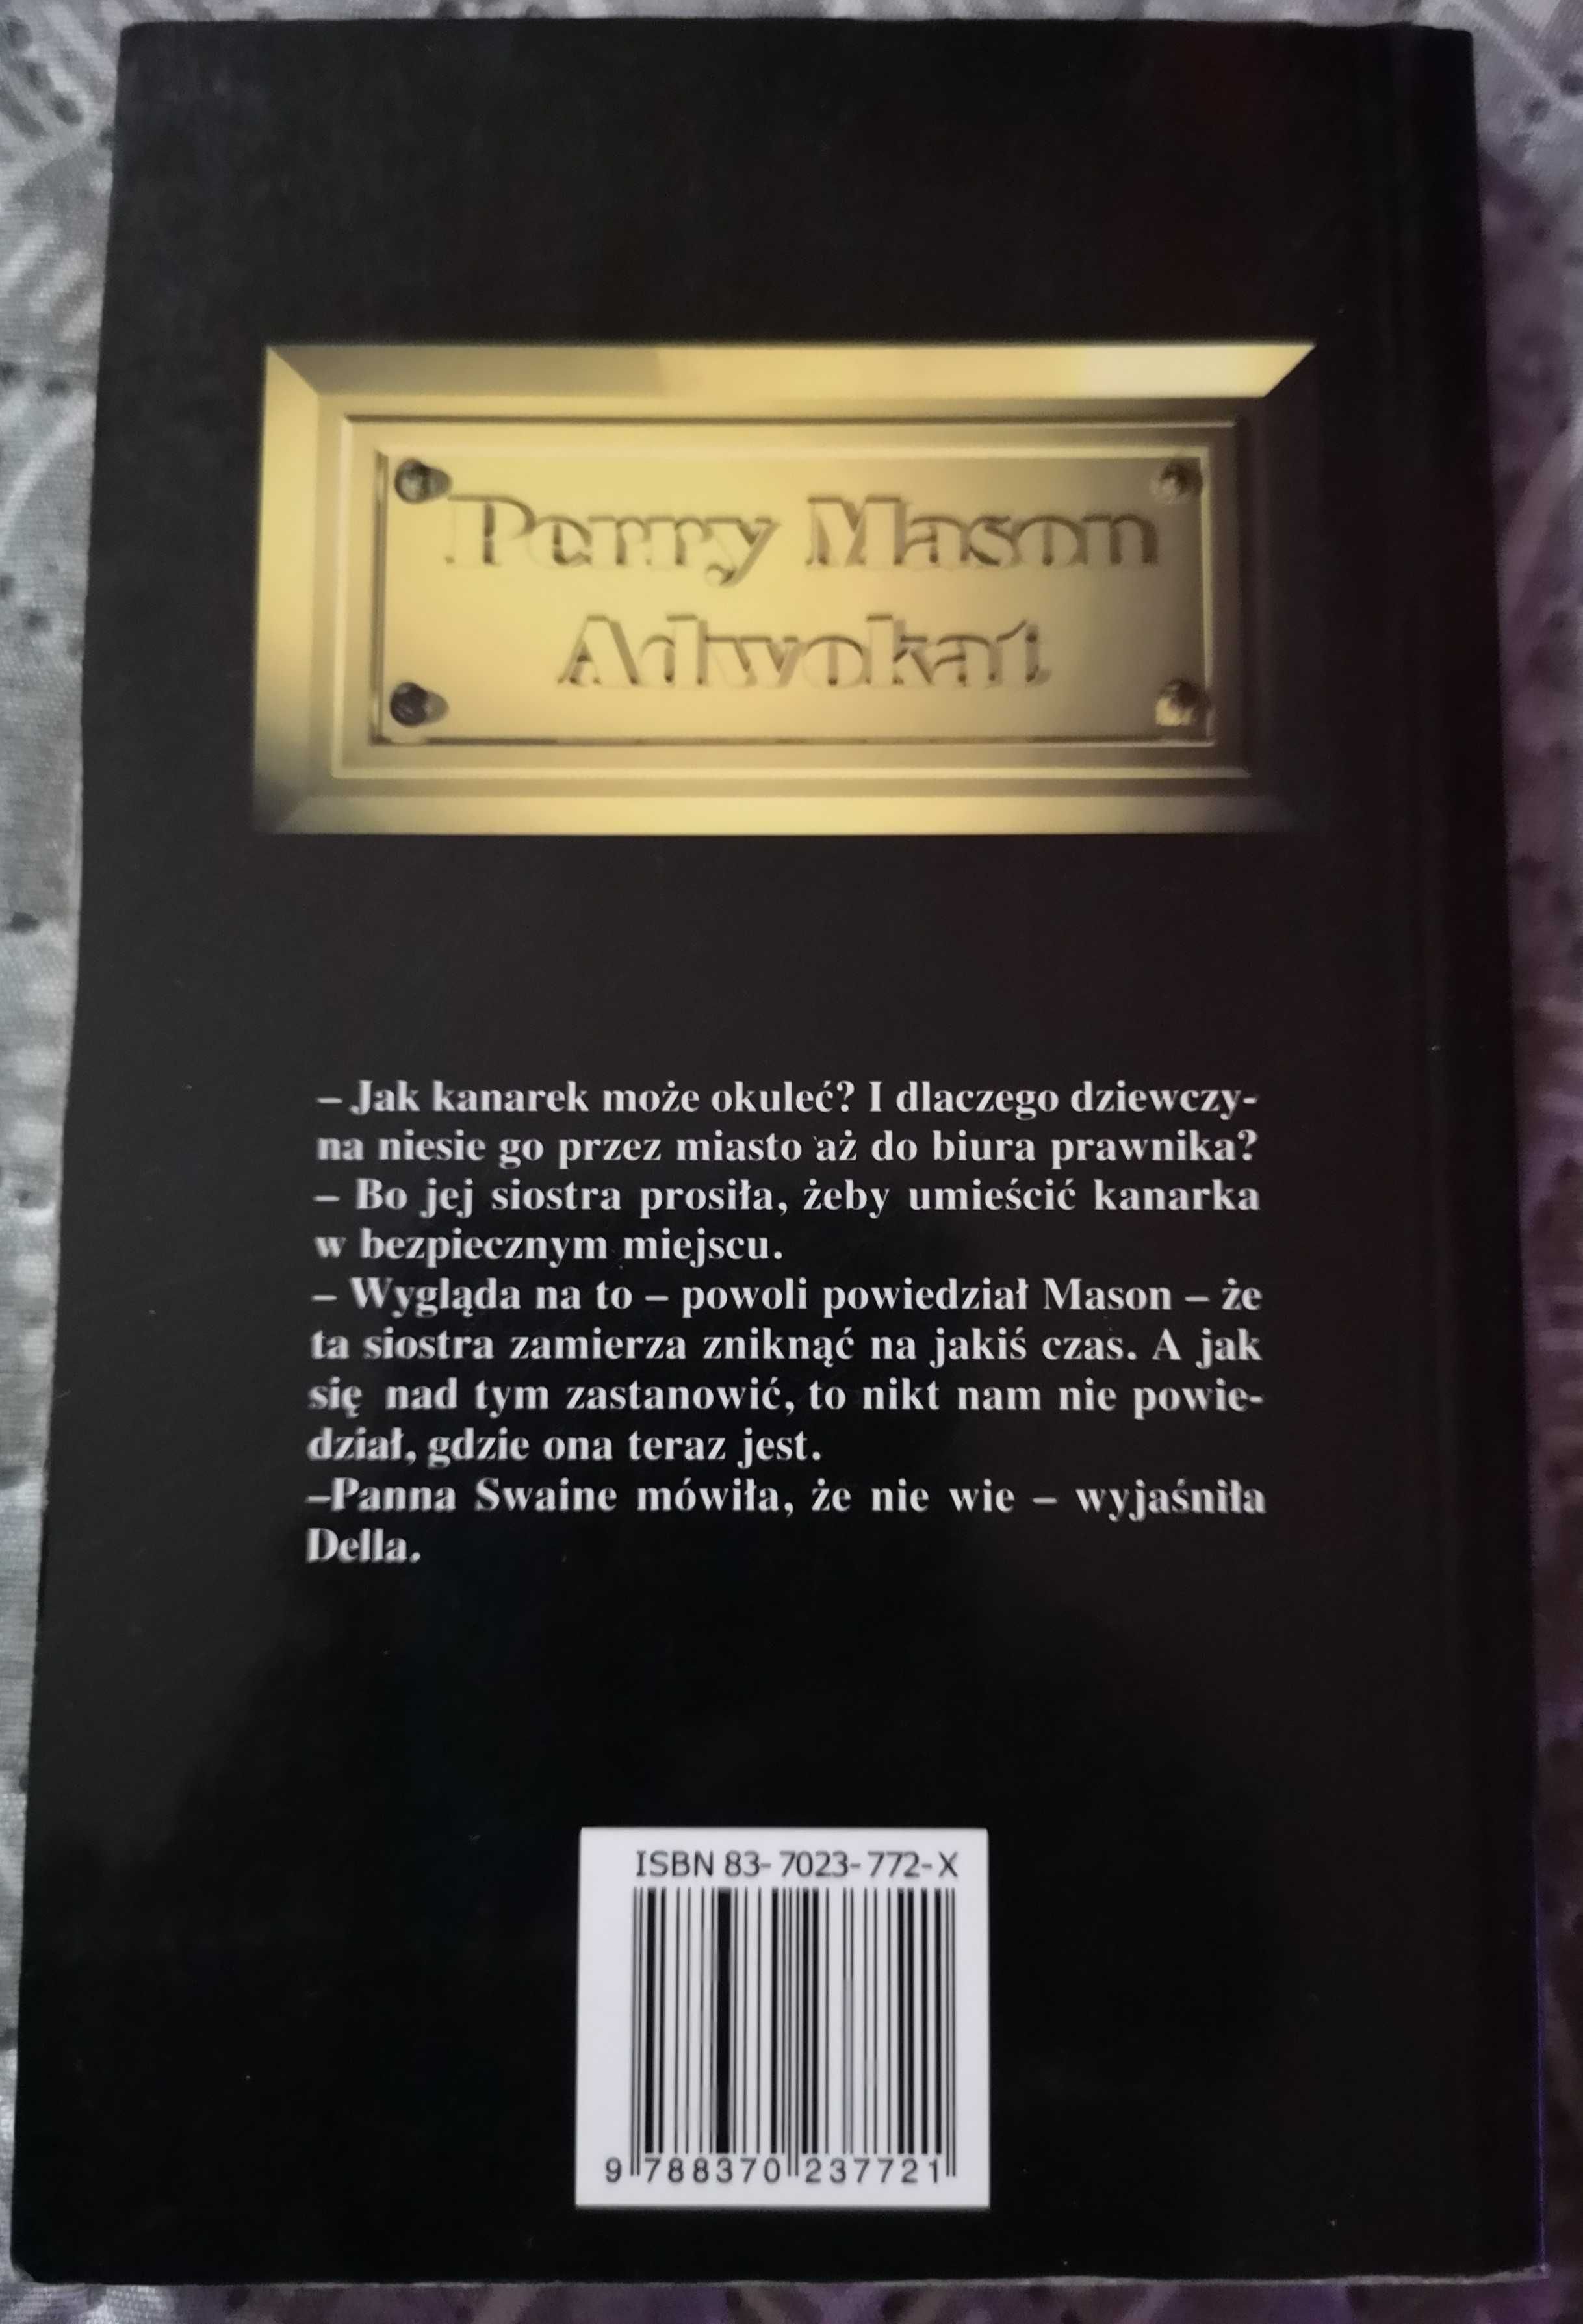 Perry Mason
Adwokat
– Jak kanarek może okuleć? I dlaczego dziewczy-
na niesie go przez miasto aż do biura prawnika?
– Bo jej siostra prosiła, żeby umieścić kanarka
w bezpiecznym miejscu.
– Wygląda na to – powoli powiedział Mason – że
ta siostra zamierza zniknąć na jakiś czas. A jak
się nad tym zastanowić, to nikt nam nie powie-
dział, gdzie ona teraz jest.
–Panna Swaine mówiła, że nie wie – wyjaśniła
Della.
ISBN 83-7023-772-X
9 788370 237721